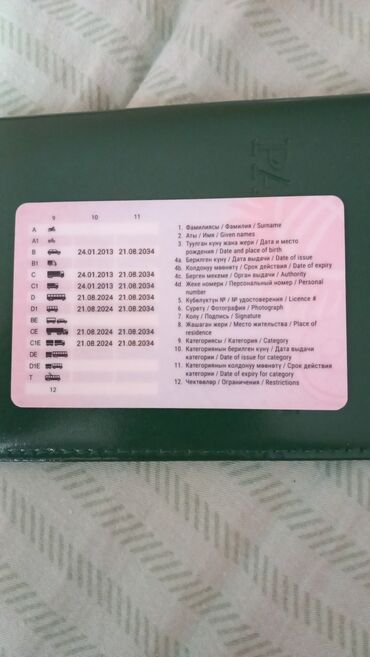 9 10 11
A
A1
B 24.01.2013 21.08.2034
B1
C 24.01.2013 21.08.2034
C1 24.01.2013 21.08.2034
D 21.08.2024 21.08.2034
D1 21.08.2024 21.08.2034
BE
CE 21.08.2024 21.08.2034
C1E 21.08.2024 21.08.2034
DE
D1E
T
12
1. Фамилиясы / Фамилия / Surname
2. Аты / Имя / Given names
3. Туулган күнү жана жери / Дата и место
рождения / Date and place of birth
4a Берилген күнү / Дата выдачи / Date of issue
4b. Колдонуу мөөнөтү / Срок действия / Date of expiry
4c. Берген мекеме / Орган выдачи / Authority
4d. Жеке номери / Персональный номер / Personal
number
5. Күбөлүктүн № / № удостоверения / Licence #
6. Сүрөтү / Фотография / Photograph
7. Колу / Подпись / Signature
8. Жашаган жери / Место жительства / Place of
residence
9. Категориясы / Категория / Category
10. Категориянын берилген күнү / Дата выдачи
категории / Date of issue for category
11. Категориянын колдонуу мөөнөтү / Срок действия
категории / Date of expiry for category
12. Чектөөлөр / Ограничения / Restrictions